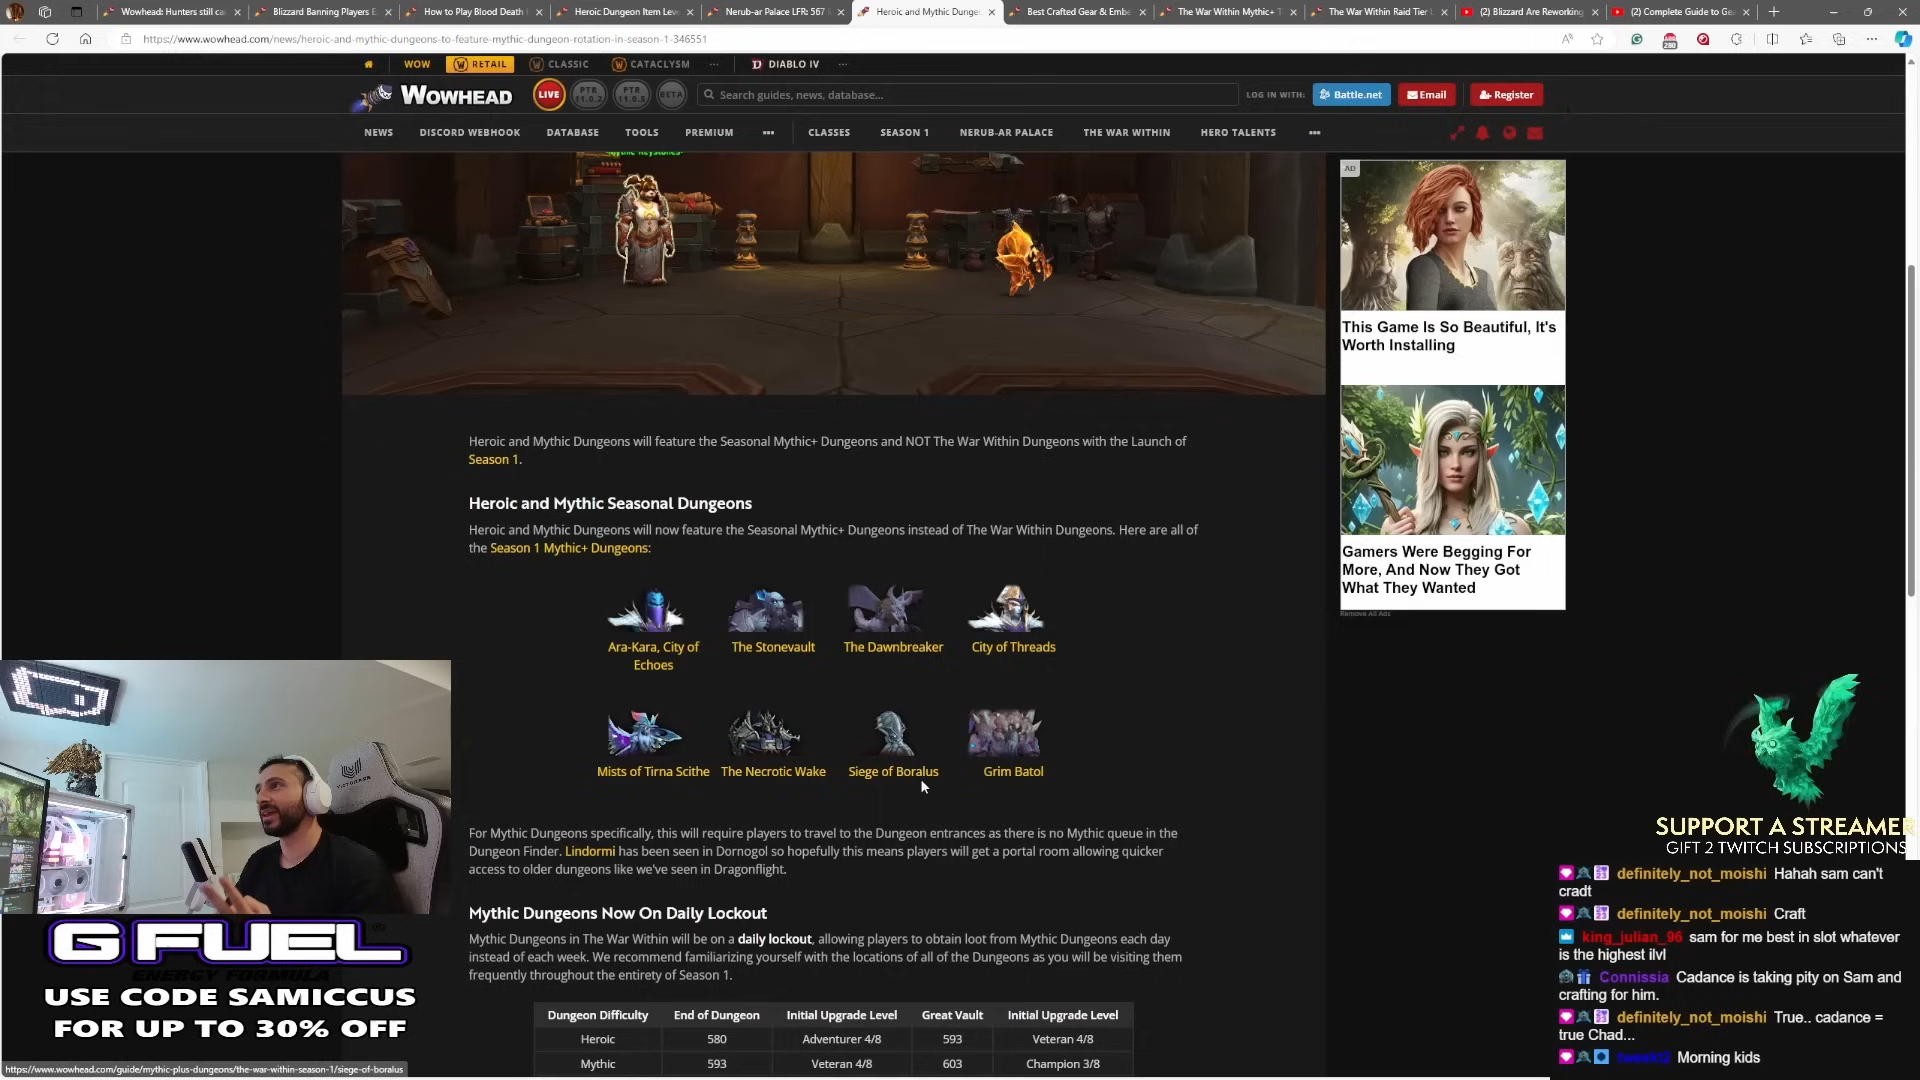 Wowhead: Hunters still ca
Blizzard Banning Players E
How to Play Blood Death
Heroic Dungeon Item Lev
Nerub-ar Palace LFR: 567
Heroic and Mythic Dunge
Best Crafted Gear & Embe
The War Within Mythic+
The War Within Raid Tier
(2) Blizzard Are Reworking
(2) Complete Guide to Ge
https://www.wowhead.com/news/heroic-and-mythic-dungeons-to-feature-mythic-dungeon-rotation-in-season-1-346551
280
WOW
RETAIL
CLASSIC
CATACLYSM
DIABLO IV
WOWHEAD
LIVE
PTR 11.0.2
PTR 11.0.5
BETA
Search guides, news, database...
LOG IN WITH:
Battle.net
Email
Register
NEWS
DISCORD WEBHOOK
DATABASE
TOOLS
PREMIUM
CLASSES
SEASON 1
NERUB-AR PALACE
THE WAR WITHIN
HERO TALENTS
Mythic Keystones
AD
This Game Is So Beautiful, It's
Worth Installing
Gamers Were Begging For
More, And Now They Got
What They Wanted
Remove All Ads
Heroic and Mythic Dungeons will feature the Seasonal Mythic+ Dungeons and NOT The War Within Dungeons with the Launch of
Season 1.
Heroic and Mythic Seasonal Dungeons
Heroic and Mythic Dungeons will now feature the Seasonal Mythic+ Dungeons instead of The War Within Dungeons. Here are all of
the Season 1 Mythic+ Dungeons:
Ara-Kara, City of
Echoes
The Stonevault
The Dawnbreaker
City of Threads
Mists of Tirna Scithe
The Necrotic Wake
Siege of Boralus
Grim Batol
For Mythic Dungeons specifically, this will require players to travel to the Dungeon entrances as there is no Mythic queue in the
Dungeon Finder. Lindormi has been seen in Dornogol so hopefully this means players will get a portal room allowing quicker
access to older dungeons like we've seen in Dragonflight.
Mythic Dungeons Now On Daily Lockout
Mythic Dungeons in The War Within will be on a daily lockout, allowing players to obtain loot from Mythic Dungeons each day
instead of each week. We recommend familiarizing yourself with the locations of all of the Dungeons as you will be visiting them
frequently throughout the entirety of Season 1.
Dungeon Difficulty End of Dungeon Initial Upgrade Level Great Vault Initial Upgrade Level
Heroic 580 Adventurer 4/8 593 Veteran 4/8
Mythic 593 Veteran 4/8 603 Champion 3/8
G FUEL
ENERGY FORMULA
USE CODE SAMICCUS
FOR UP TO 30% OFF
https://www.wowhead.com/guide/mythic-plus-dungeons/the-war-within-season-1/siege-of-boralus
SUPPORT A STREAMER
GIFT 2 TWITCH SUBSCRIPTIONS
definitely_not_moishi Hahah sam can't
cradt
definitely_not_moishi Craft
king_julian_96 sam for me best in slot whatever
is the highest ilvl
Connissia Cadance is taking pity on Sam and
crafting for him.
definitely_not_moishi True.. cadance =
true Chad...
Morning kids